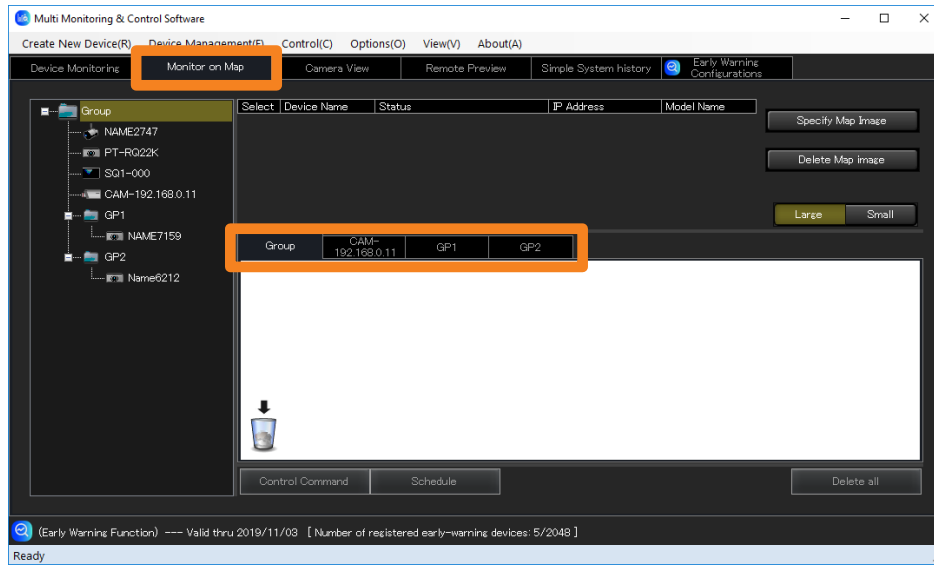 Multi Monitoring & Control Software
Create New Device(R) Device Management(F) Control(C) Options(O) View(V) About(A)
Device Monitoring Monitor on Map Camera View Remote Preview Simple System history Early Warning Configurations
Group
NAME2747
PT-RQ22K
SQ1-000
CAM-192.168.0.11
GP1
NAME7159
GP2
Name6212
Select Device Name Status IP Address Model Name
Specify Map Image
Delete Map image
Large Small
Group CAM-192.168.0.11 GP1 GP2
Control Command Schedule Delete all
(Early Warning Function) --- Valid thru 2019/11/03 [ Number of registered early-warning devices: 5/2048 ]
Ready